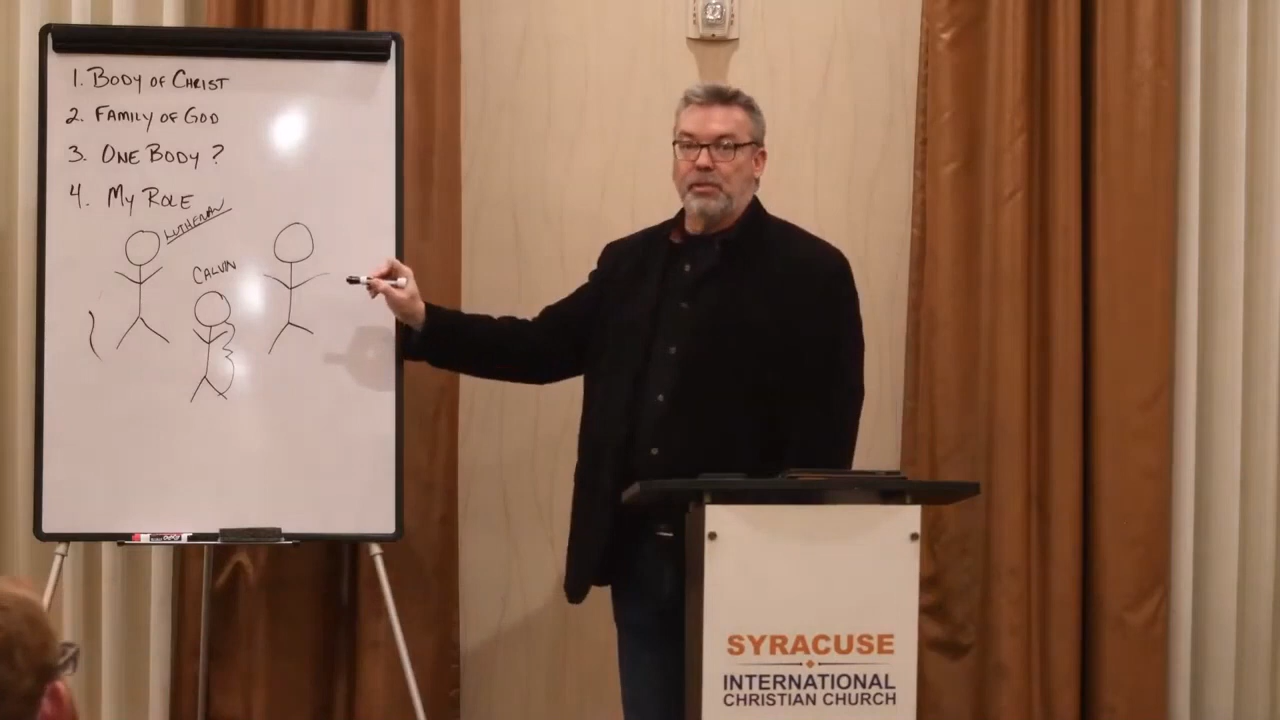 1. BODY OF CHRIST
2. FAMILY OF GOD
3. ONE BODY ?
4. MY ROLE
LUTHERAN
CALVIN
SYRACUSE
INTERNATIONAL
CHRISTIAN CHURCH